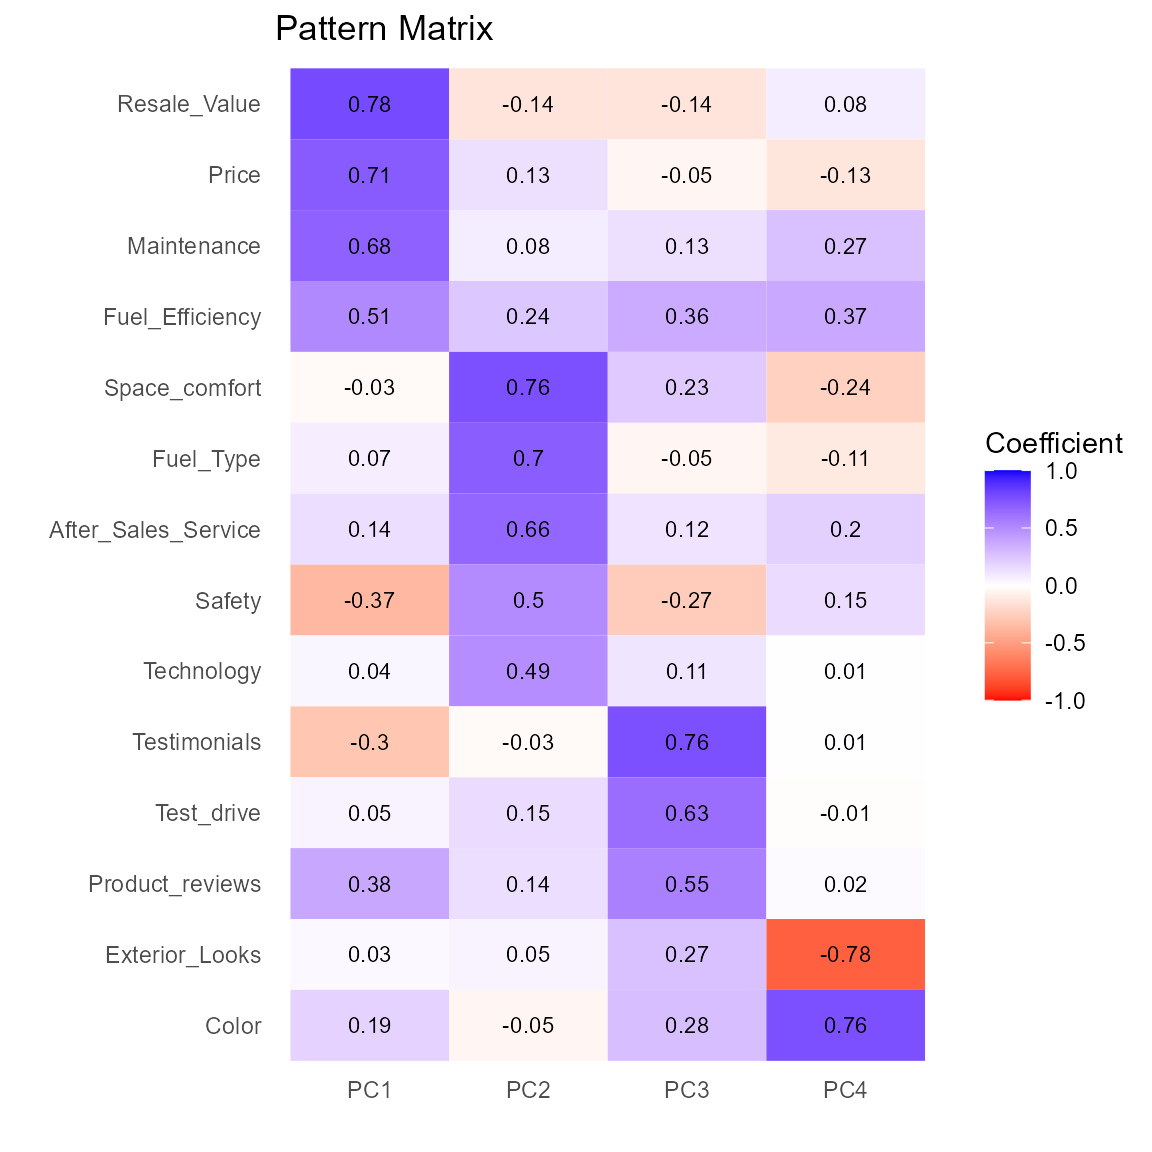 Pattern Matrix
Resale_Value 0.78 -0.14 -0.14 0.08
Price 0.71 0.13 -0.05 -0.13
Maintenance 0.68 0.08 0.13 0.27
Fuel_Efficiency 0.51 0.24 0.36 0.37
Space_comfort -0.03 0.76 0.23 -0.24
Fuel_Type 0.07 0.7 -0.05 -0.11
After_Sales_Service 0.14 0.66 0.12 0.2
Safety -0.37 0.5 -0.27 0.15
Technology 0.04 0.49 0.11 0.01
Testimonials -0.3 -0.03 0.76 0.01
Test_drive 0.05 0.15 0.63 -0.01
Product_reviews 0.38 0.14 0.55 0.02
Exterior_Looks 0.03 0.05 0.27 -0.78
Color 0.19 -0.05 0.28 0.76
PC1 PC2 PC3 PC4
Coefficient
1.0
0.5
0.0
-0.5
-1.0